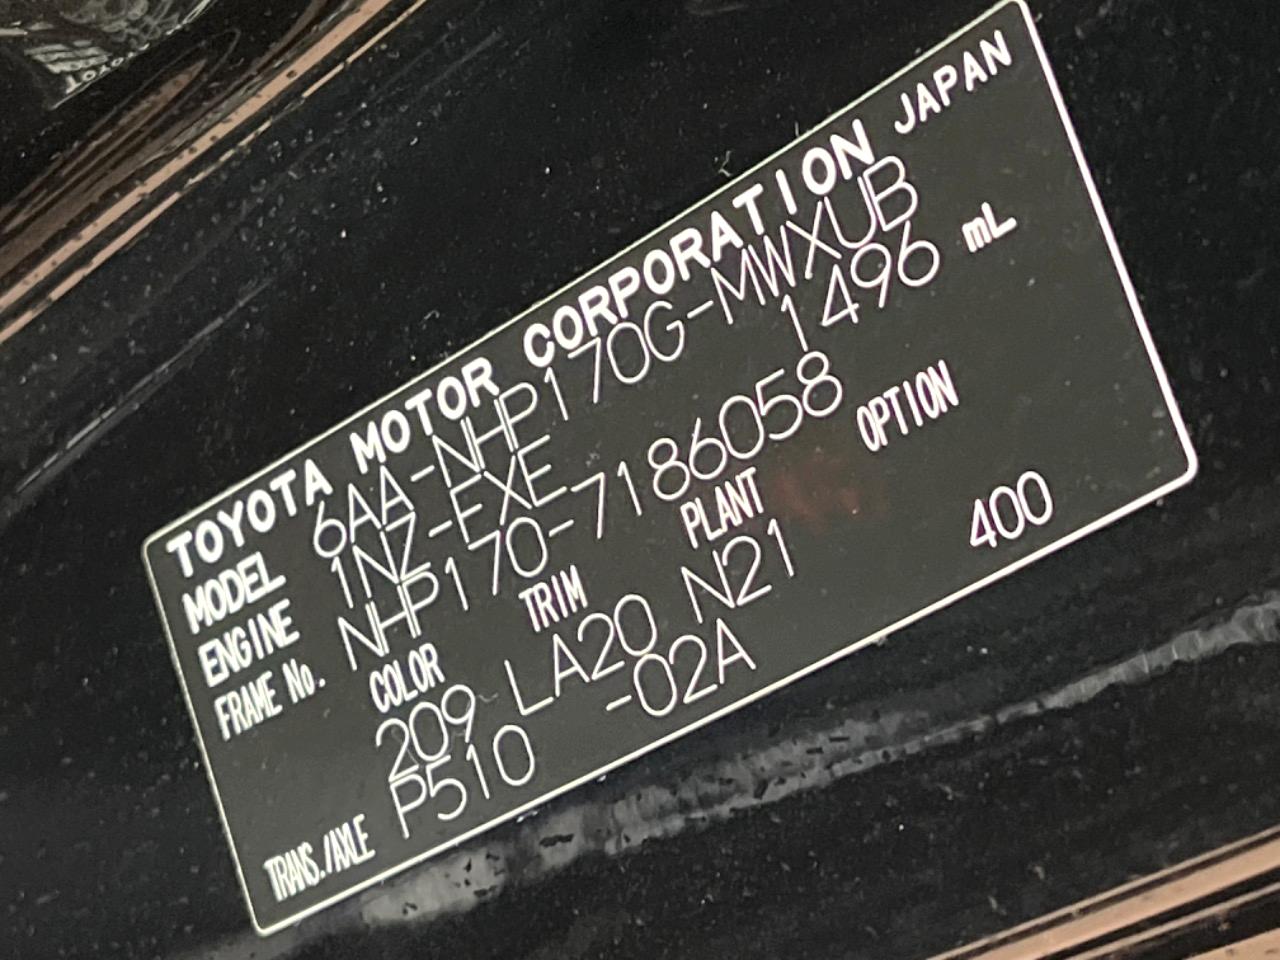 TOYOTA MOTOR CORPORATION JAPAN
MODEL 6AA-NHP170G-MWXUB
ENGINE 1NZ-FXE 1496 mL
FRAME No. NHP170-7186058
COLOR TRIM PLANT OPTION
209 LA20 N21 400
TRANS./AXLE P510 -02A